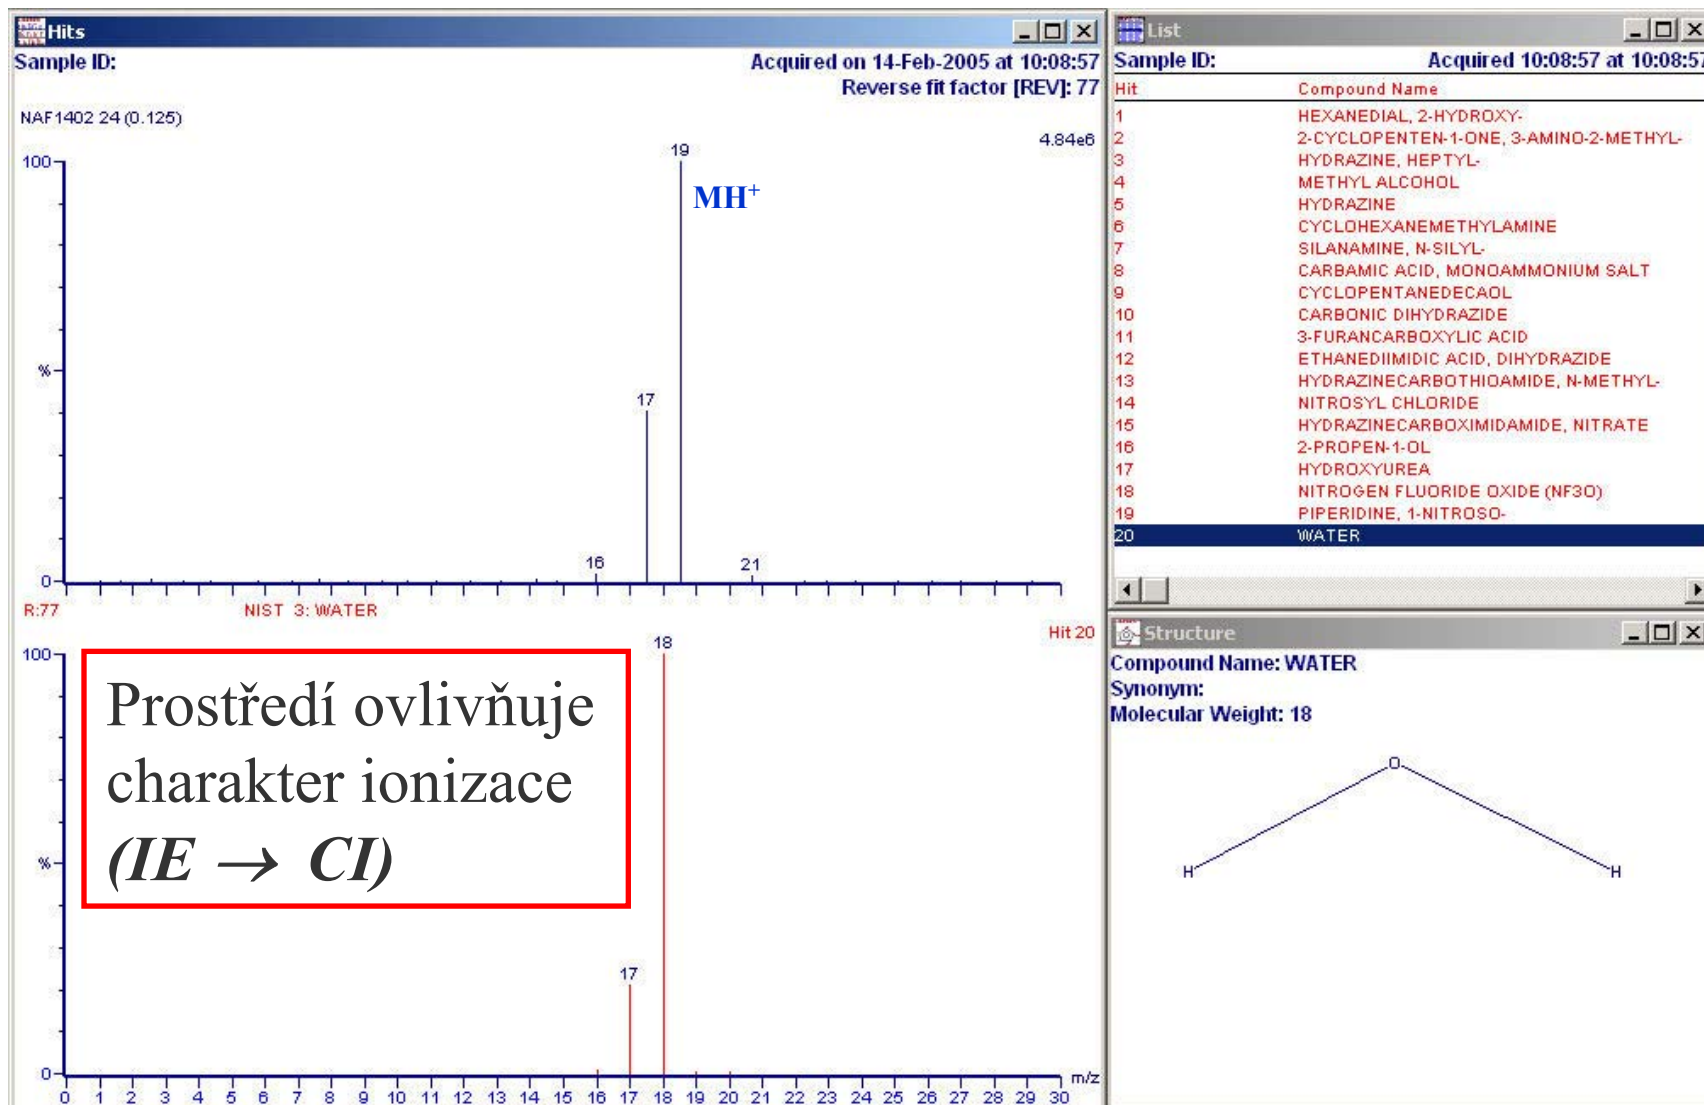 Hits
Sample ID:
Acquired on 14-Feb-2005 at 10:08:57
Reverse fit factor [REV]: 77
NAF1402 24 (0.125)
4.84e6
19
100
MH⁺
%
17
16
21
0
R:77
NIST 3: WATER
Hit 20
18
100
Prostředí ovlivňuje
charakter ionizace
(IE → CI)
%
17
0
m/z
0 1 2 3 4 5 6 7 8 9 10 11 12 13 14 15 16 17 18 19 20 21 22 23 24 25 26 27 28 29 30
List
Sample ID:
Acquired 10:08:57 at 10:08:57
Hit Compound Name
1 HEXANEDIAL, 2-HYDROXY-
2 2-CYCLOPENTEN-1-ONE, 3-AMINO-2-METHYL-
3 HYDRAZINE, HEPTYL-
4 METHYL ALCOHOL
5 HYDRAZINE
6 CYCLOHEXANEMETHYLAMINE
7 SILANAMINE, N-SILYL-
8 CARBAMIC ACID, MONOAMMONIUM SALT
9 CYCLOPENTANEDECAOL
10 CARBONIC DIHYDRAZIDE
11 3-FURANCARBOXYLIC ACID
12 ETHANEDIIMIDIC ACID, DIHYDRAZIDE
13 HYDRAZINECARBOTHIOAMIDE, N-METHYL-
14 NITROSYL CHLORIDE
15 HYDRAZINECARBOXIMIDAMIDE, NITRATE
16 2-PROPEN-1-OL
17 HYDROXYUREA
18 NITROGEN FLUORIDE OXIDE (NF3O)
19 PIPERIDINE, 1-NITROSO-
20 WATER
Structure
Compound Name: WATER
Synonym:
Molecular Weight: 18
O
H
H